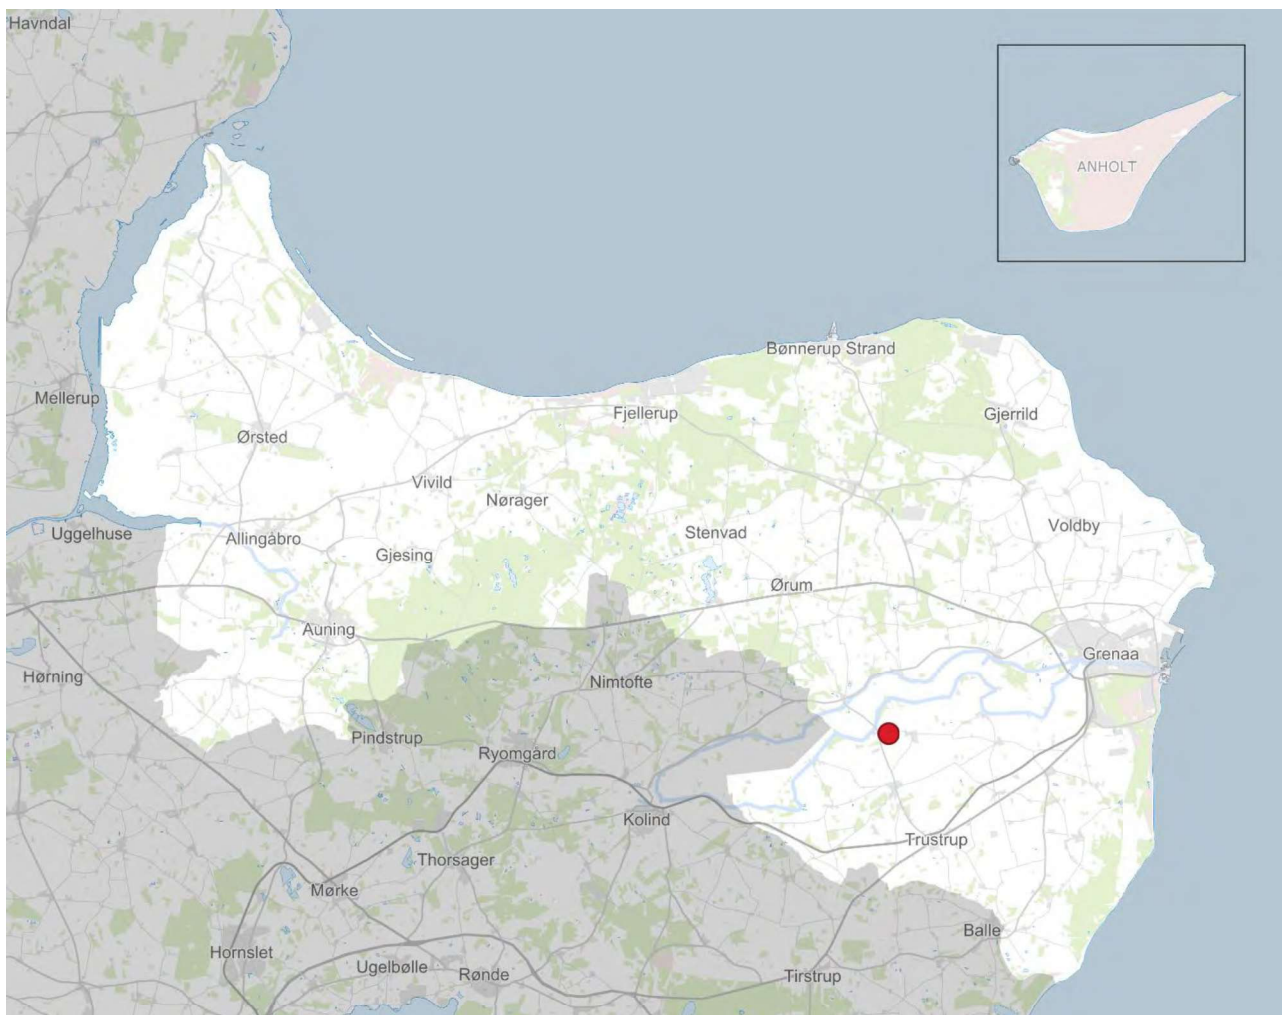 Havndal
ANHOLT
Bønnerup Strand
Mellerup
Fjellerup
Gjerrild
Ørsted
Vivild
Nørager
Uggelhuse
Allingåbro
Stenvad
Voldby
Gjesing
Ørum
Auning
Grenaa
Hørning
Nimtofte
Pindstrup
Ryomgård
Kolind
Trustrup
Thorsager
Mørke
Balle
Hornslet
Ugelbølle
Rønde
Tirstrup